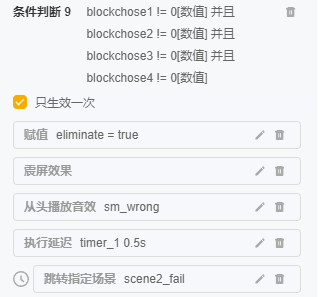 条件判断 9 blockchose1 != 0[数值] 并且
blockchose2 != 0[数值] 并且
blockchose3 != 0[数值] 并且
blockchose4 != 0[数值]
只生效一次
赋值 eliminate = true
震屏效果
从头播放音效 sm_wrong
执行延迟 timer_1 0.5s
跳转指定场景 scene2_fail